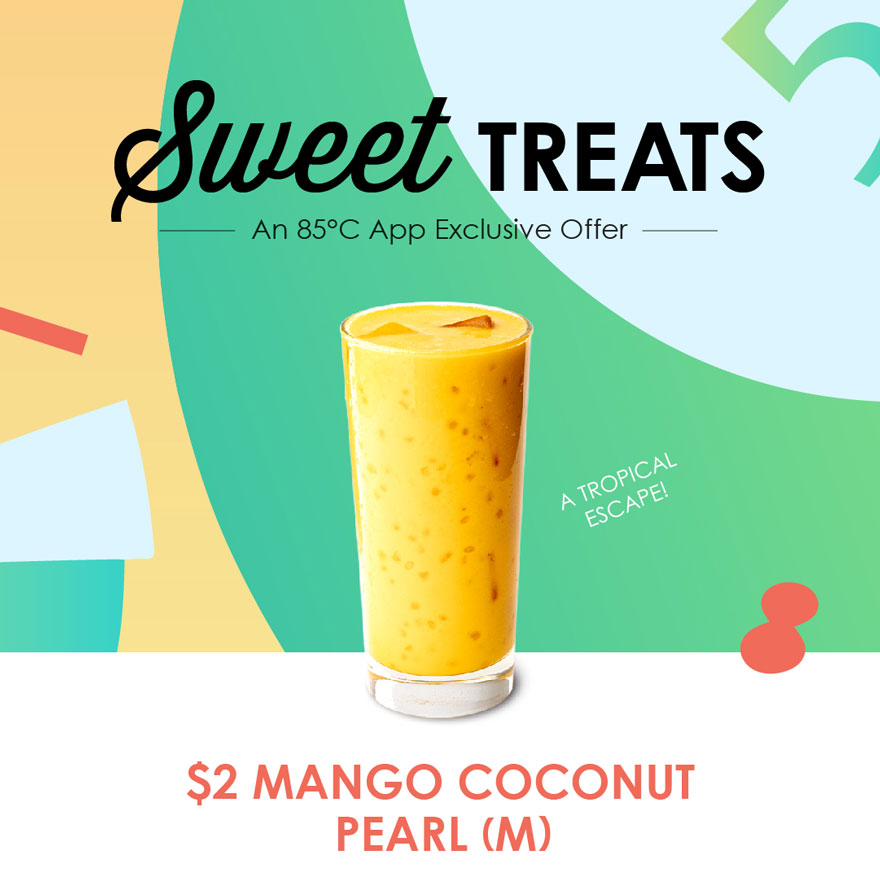 Sweet TREATS
An 85°C App Exclusive Offer
A TROPICAL
ESCAPE!
$2 MANGO COCONUT
PEARL (M)